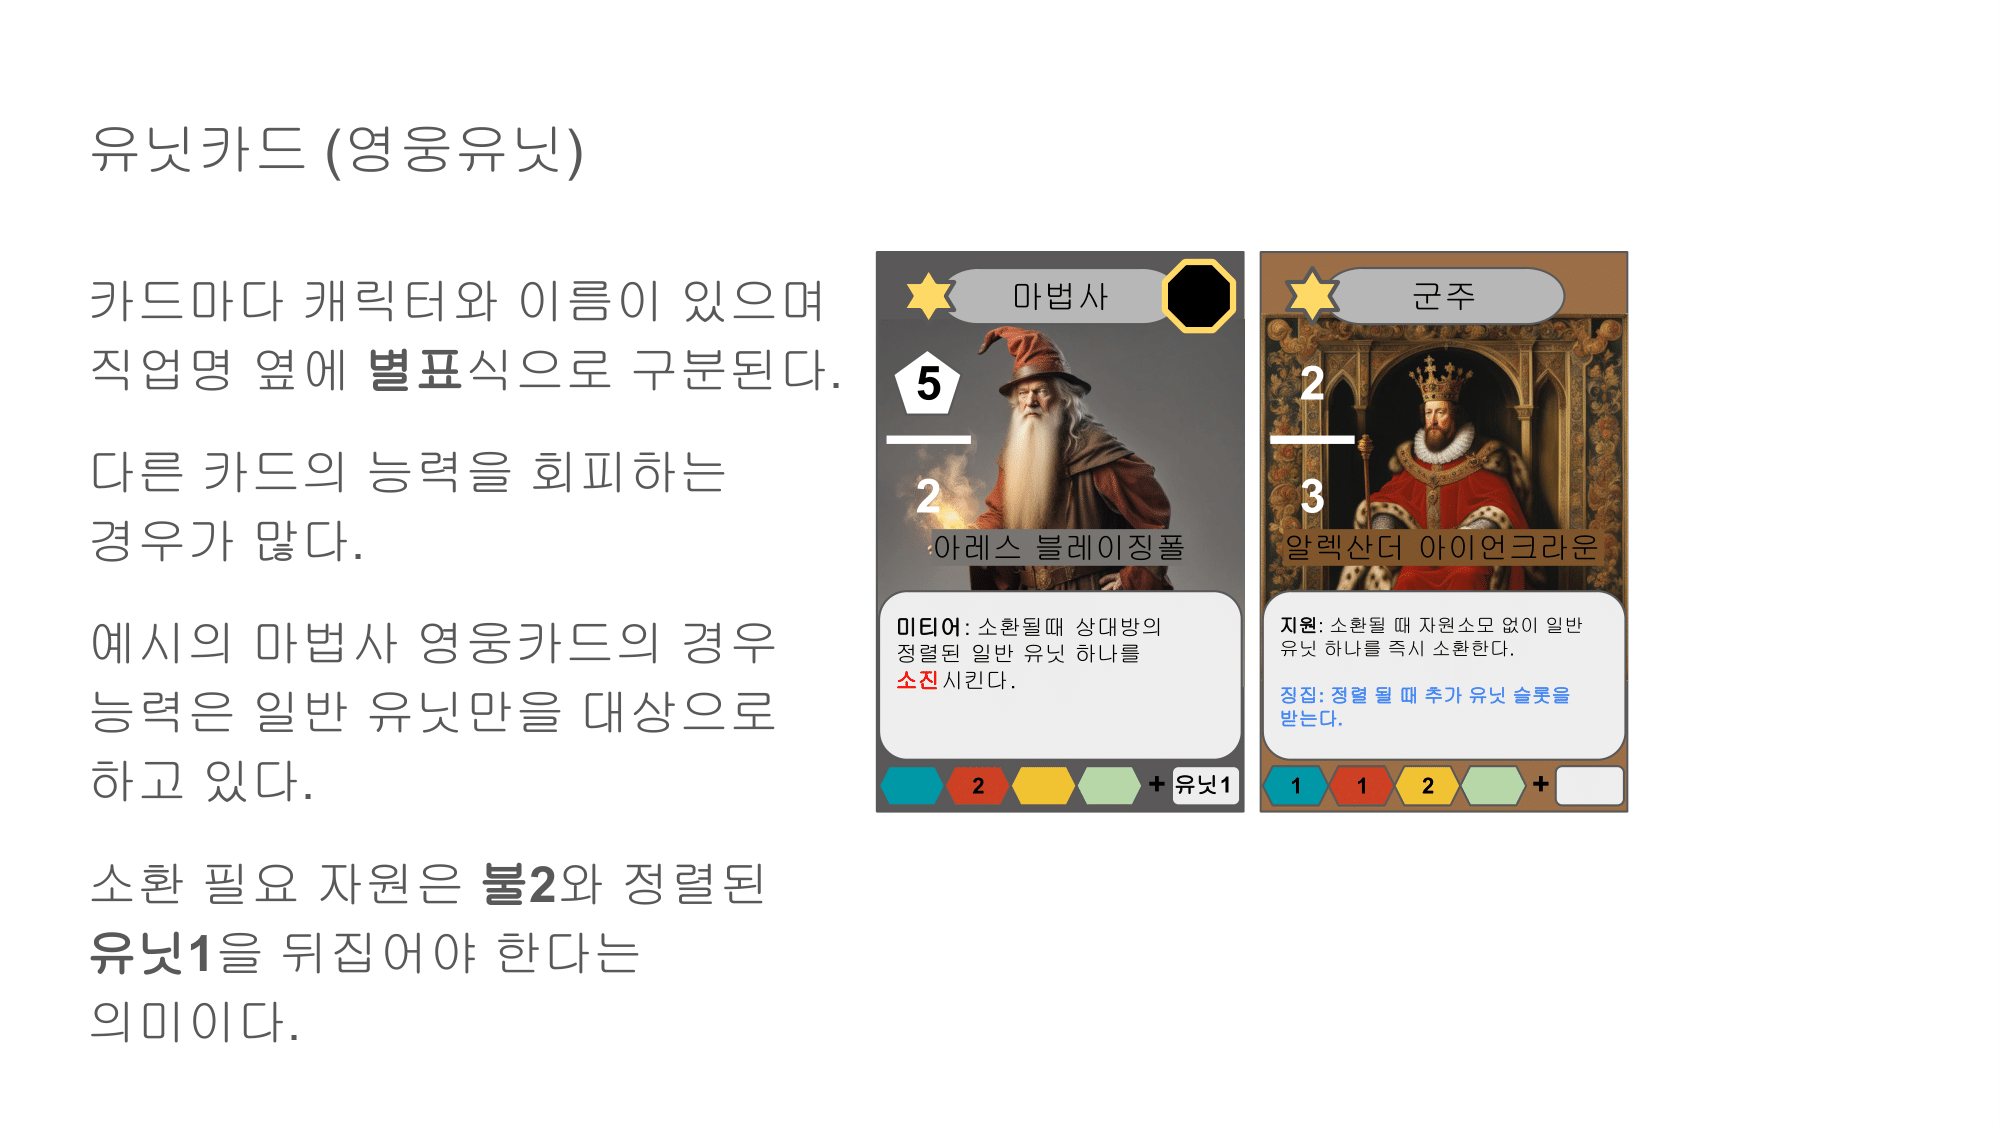 유닛카드 (영웅유닛)
카드마다 캐릭터와 이름이 있으며
직업명 옆에 별표식으로 구분된다.
다른 카드의 능력을 회피하는
경우가 많다.
예시의 마법사 영웅카드의 경우
능력은 일반 유닛만을 대상으로
하고 있다.
소환 필요 자원은 불2와 정렬된
유닛1을 뒤집어야 한다는
의미이다.
마법사
5
2
아레스 블레이징폴
미티어: 소환될때 상대방의
정렬된 일반 유닛 하나를
소진시킨다.
2 + 유닛1
군주
2
3
알렉산더 아이언크라운
지원: 소환될 때 자원소모 없이 일반
유닛 하나를 즉시 소환한다.
징집: 정렬 될 때 추가 유닛 슬롯을
받는다.
1 1 2 +